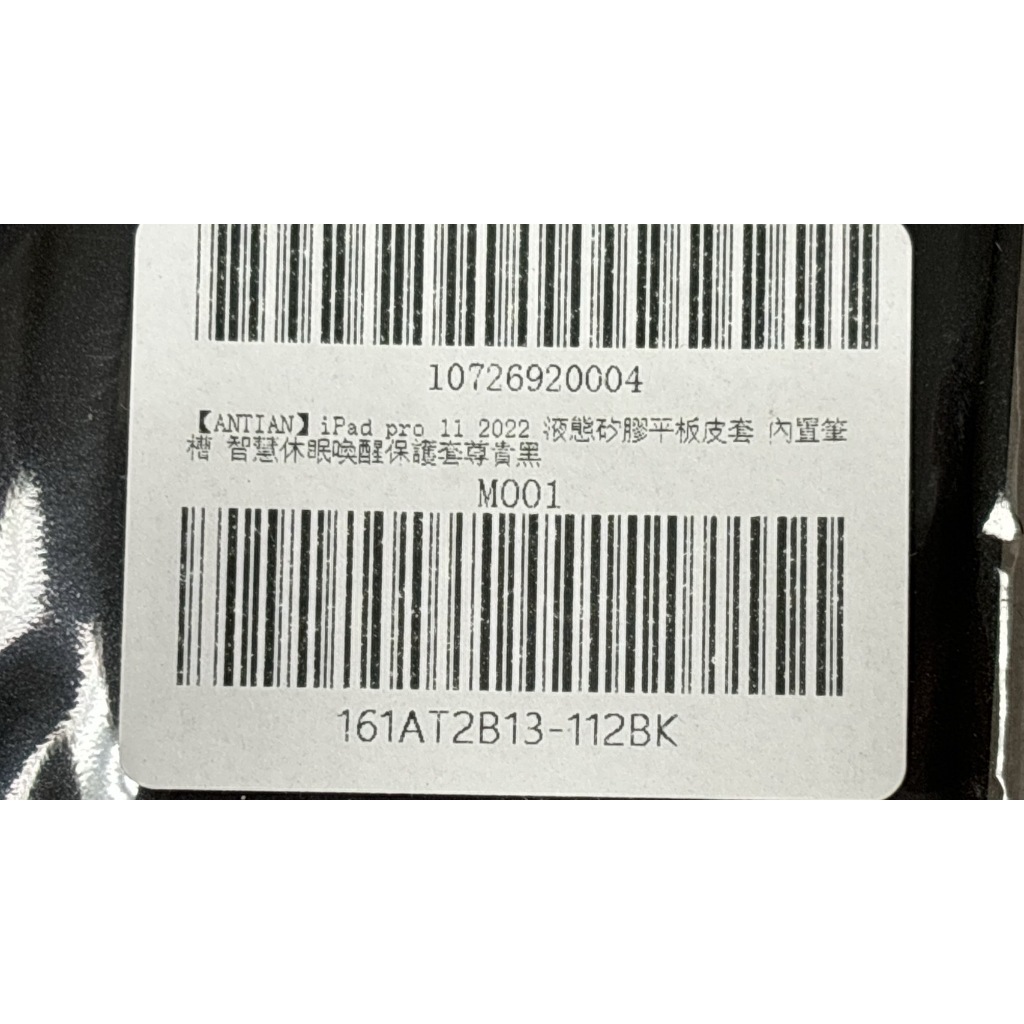 10726920004
【ANTIAN】iPad pro 11 2022 液態矽膠平板皮套 內置筆
槽 智慧休眠喚醒保護套尊貴黑
M001
161AT2B13-112BK